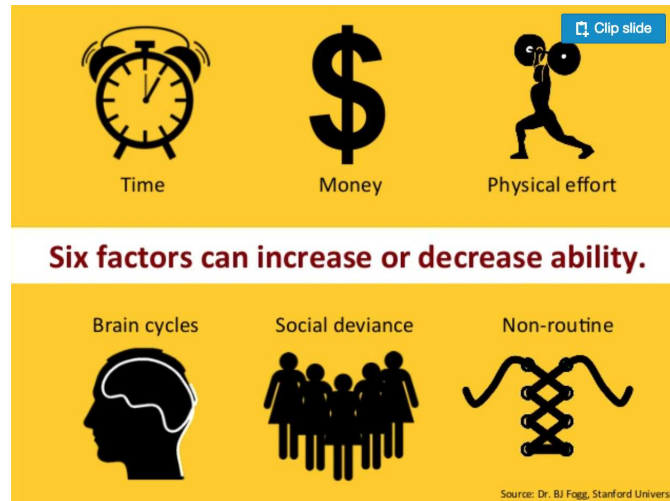 Clip slide
$
Time
Money
Physical effort
Six factors can increase or decrease ability.
Brain cycles
Social deviance
Non-routine
Source: Dr. BJ Fogg, Stanford Univers